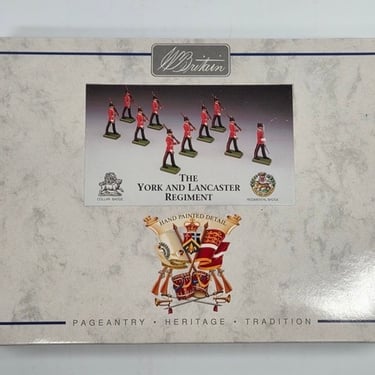 W Britain
THE
YORK AND LANCASTER
REGIMENT
COLLAR BADGE
REGIMENTAL BADGE
HAND PAINTED DETAIL
PAGEANTRY · HERITAGE · TRADITION